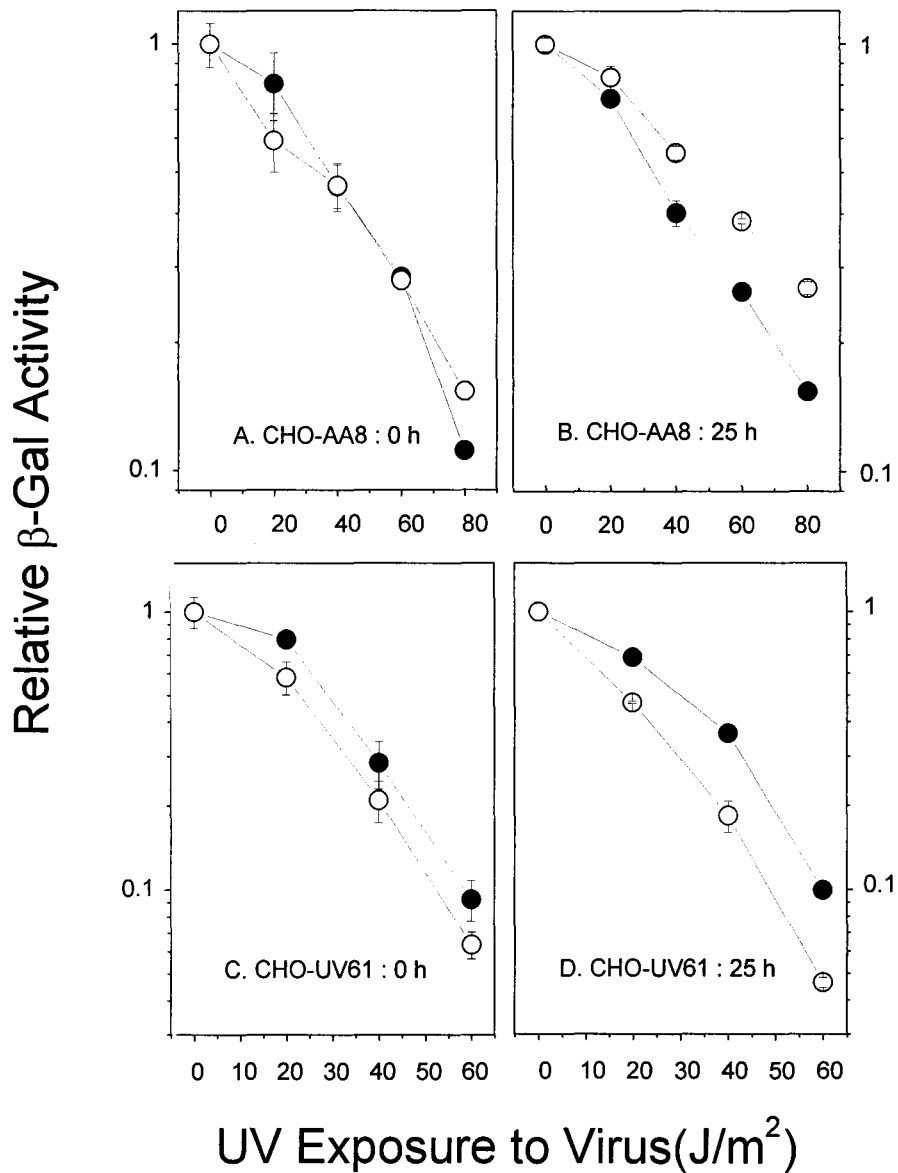 Relative β-Gal Activity
1
0.1
A. CHO-AA8 : 0 h
0 20 40 60 80
1
0.1
B. CHO-AA8 : 25 h
0 20 40 60 80
1
0.1
C. CHO-UV61 : 0 h
0 10 20 30 40 50 60
1
0.1
D. CHO-UV61 : 25 h
0 10 20 30 40 50 60
UV Exposure to Virus(J/m²)